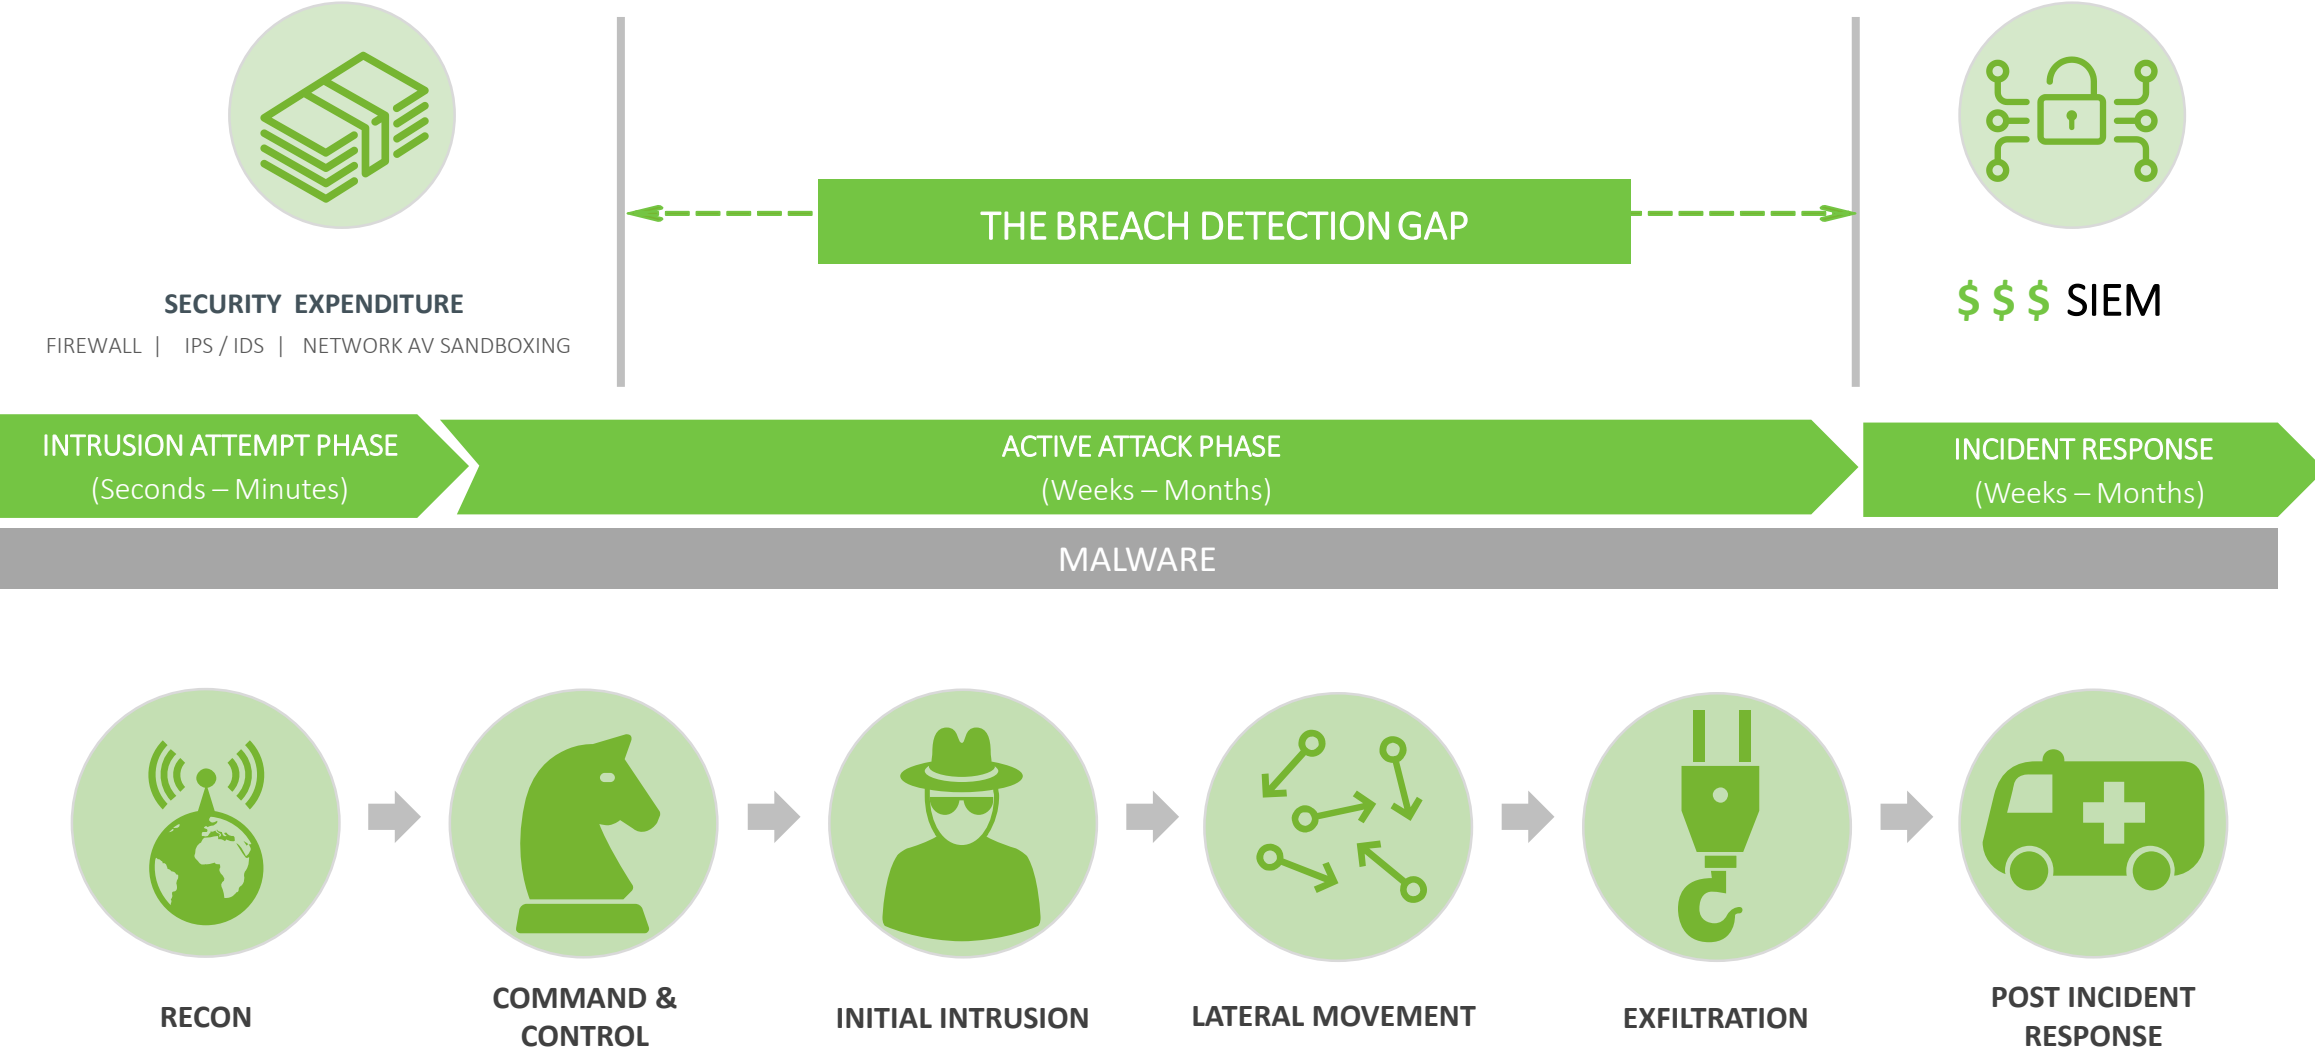 THE BREACH DETECTION GAP
SECURITY EXPENDITURE
FIREWALL | IPS / IDS | NETWORK AV SANDBOXING
$ $ $ SIEM
INTRUSION ATTEMPT PHASE
(Seconds – Minutes)
ACTIVE ATTACK PHASE
(Weeks – Months)
INCIDENT RESPONSE
(Weeks – Months)
MALWARE
RECON
COMMAND &
CONTROL
INITIAL INTRUSION
LATERAL MOVEMENT
EXFILTRATION
POST INCIDENT
RESPONSE